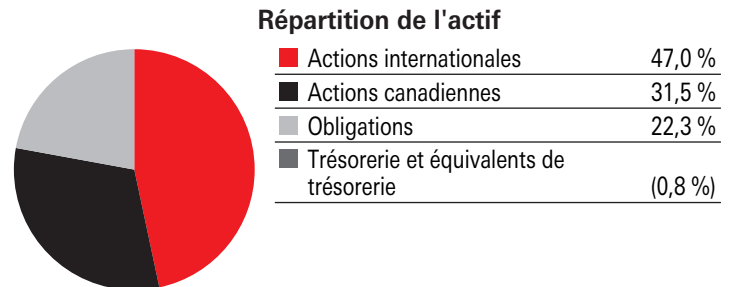 Répartition de l'actif
Actions internationales 47,0 %
Actions canadiennes 31,5 %
Obligations 22,3 %
Trésorerie et équivalents de
trésorerie (0,8 %)